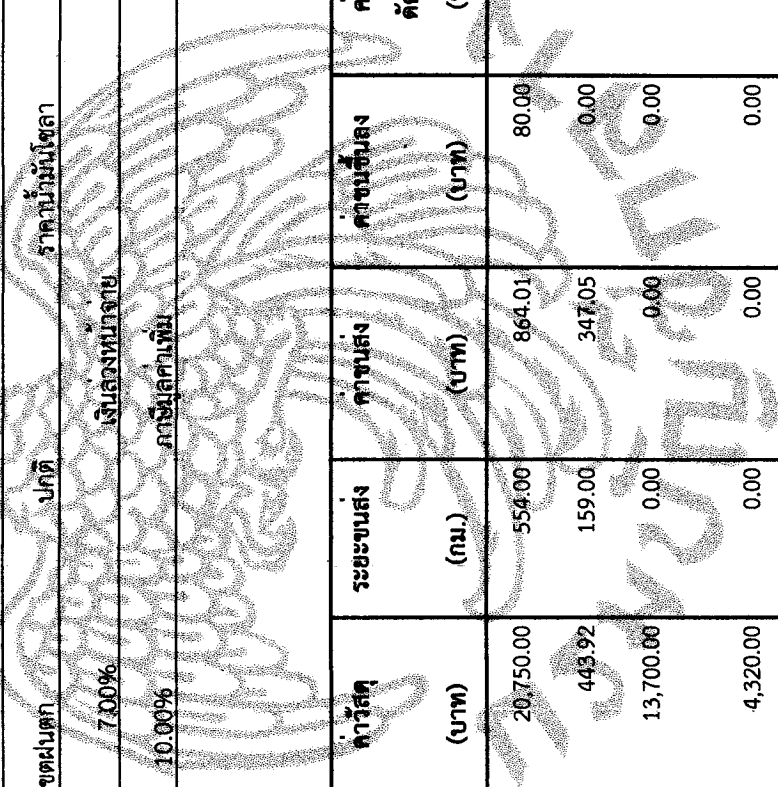 ขตฝนตก ปกติ ราคาน้ำมันโซลา
7.00% เงินล่วงหน้าจ่าย
10.00% ภาษีมูลค่าเพิ่ม
ค่าวัสดุ ระยะขนส่ง ค่าขนส่ง ค่าขนขึ้นลง
(บาท) (กม.) (บาท) (บาท)
20,750.00 554.00 864.01 80.00
443.92 159.00 347.05 0.00
13,700.00 0.00 0.00 0.00
4,320.00 0.00 0.00 0.00